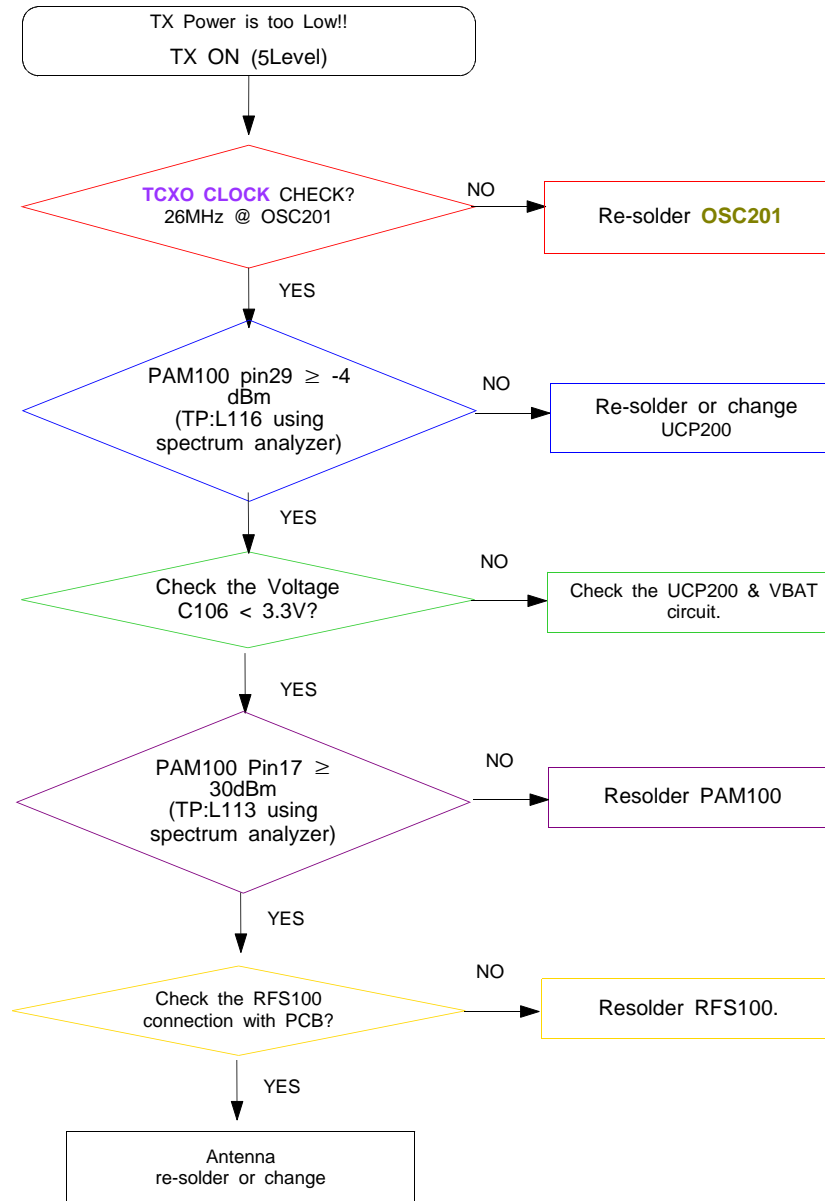 TX Power is too Low!!
TX ON (5Level)
TCXO CLOCK CHECK?
26MHz @ OSC201
NO
Re-solder OSC201
YES
PAM100 pin29 ≥ -4
dBm
(TP:L116 using
spectrum analyzer)
NO
Re-solder or change
UCP200
YES
Check the Voltage
C106 < 3.3V?
NO
Check the UCP200 & VBAT
circuit.
YES
PAM100 Pin17 ≥
30dBm
(TP:L113 using
spectrum analyzer)
NO
Resolder PAM100
YES
Check the RFS100
connection with PCB?
NO
Resolder RFS100.
YES
Antenna
re-solder or change